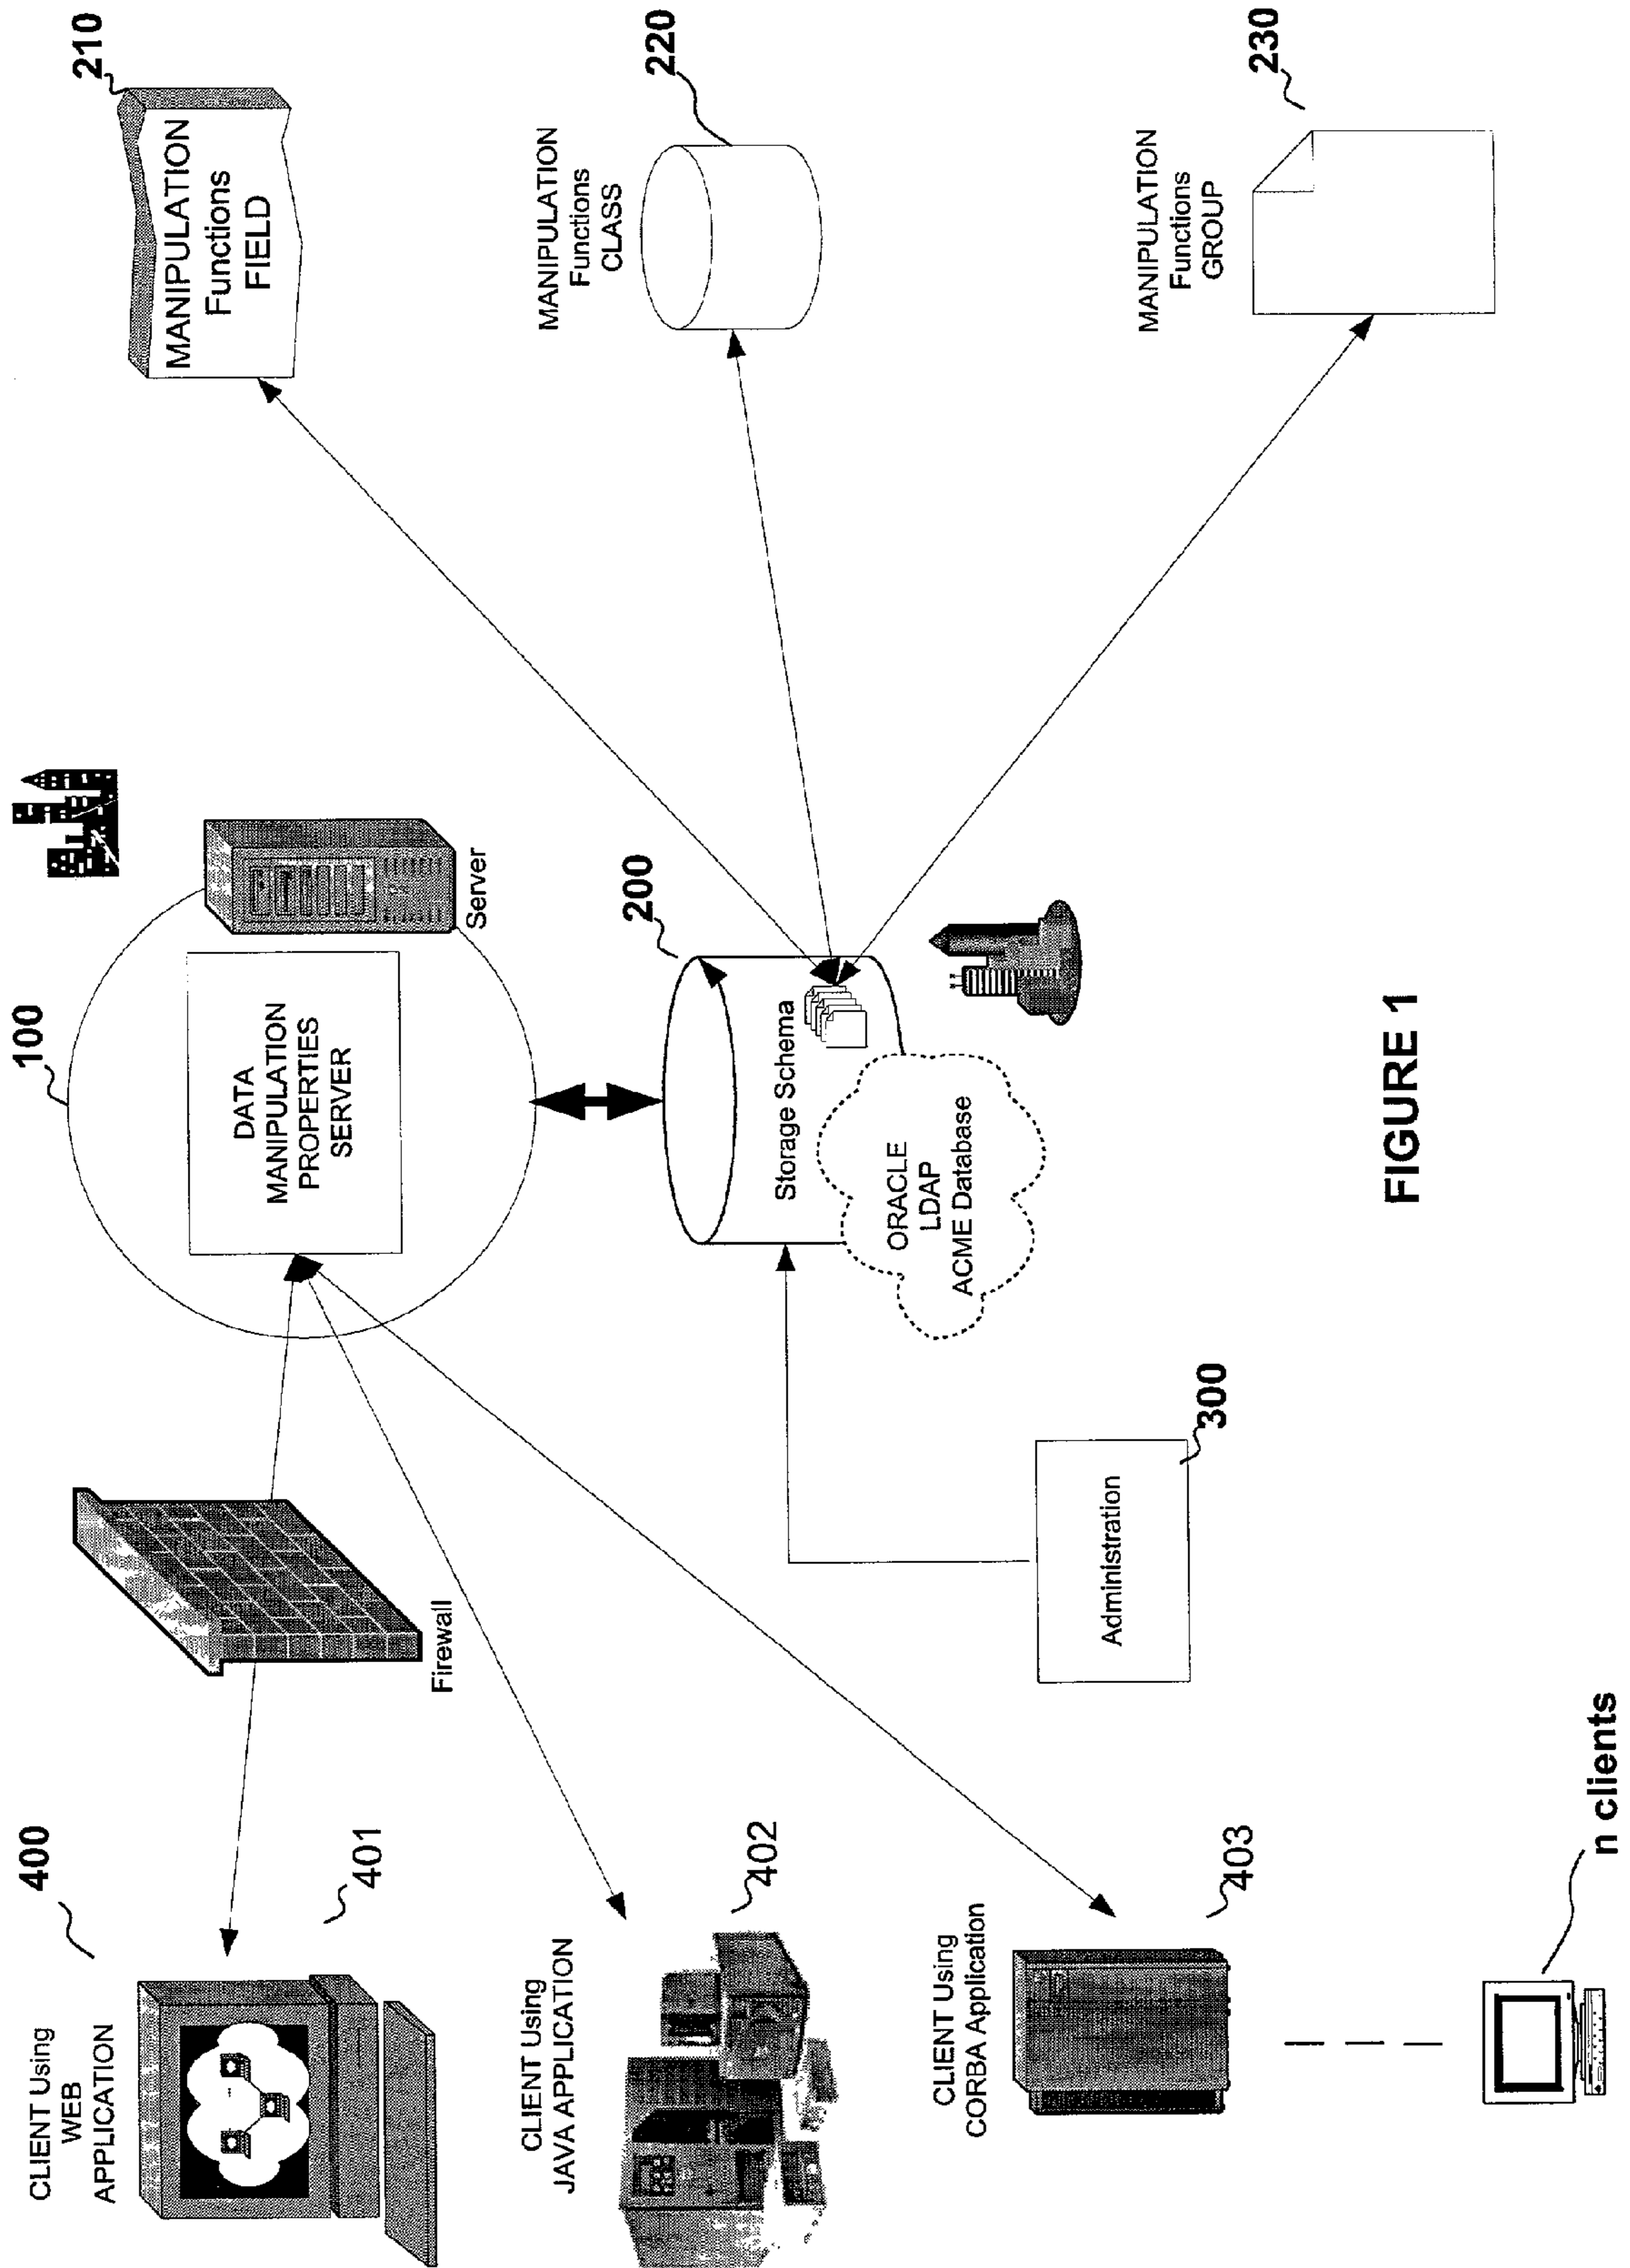 400
CLIENT Using
WEB
APPLICATION
401
Firewall
100
DATA
MANIPULATION
PROPERTIES
SERVER
Server
210
MANIPULATION
Functions
FIELD
CLIENT Using
JAVA APPLICATION
402
200
Storage Schema
ORACLE
LDAP
ACME Database
220
MANIPULATION
Functions
CLASS
CLIENT Using
CORBA Application
403
Administration
300
230
MANIPULATION
Functions
GROUP
n clients
FIGURE 1